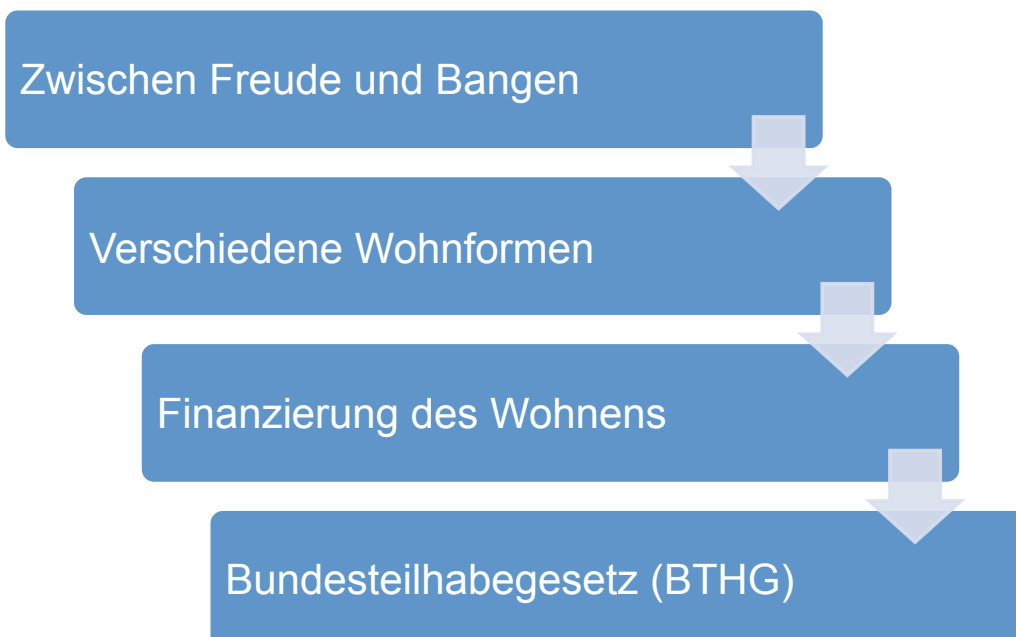 Zwischen Freude und Bangen
Verschiedene Wohnformen
Finanzierung des Wohnens
Bundesteilhabegesetz (BTHG)